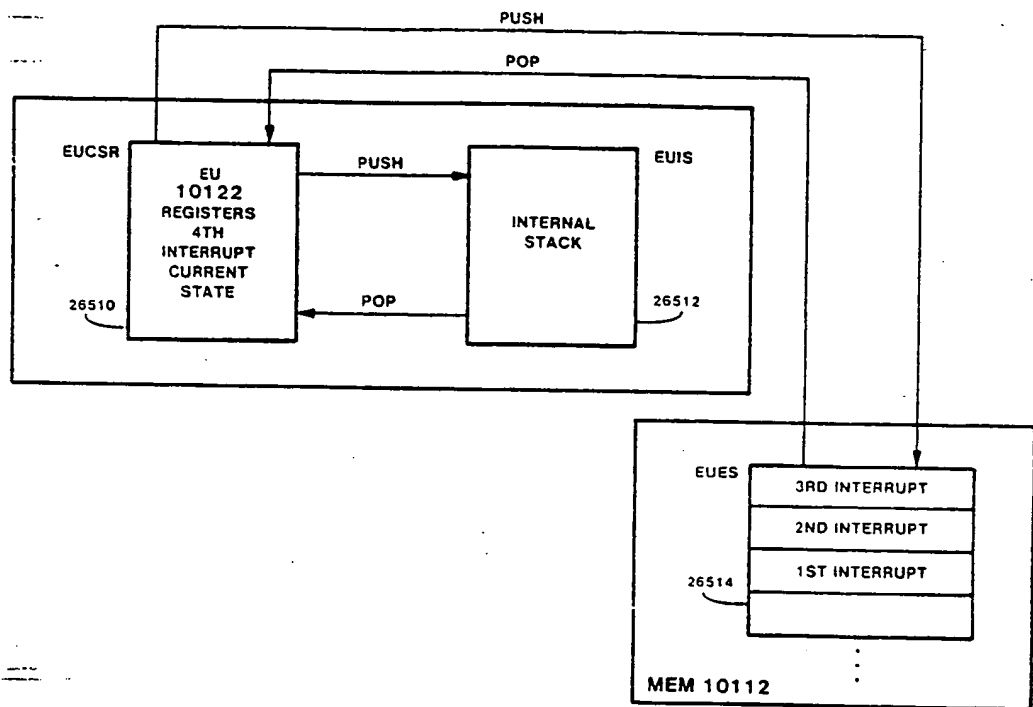 PUSH
POP
EUCSR
EU
10122
REGISTERS
4TH
INTERRUPT
CURRENT
STATE
26510
PUSH
POP
EUIS
INTERNAL
STACK
26512
EUES
3RD INTERRUPT
2ND INTERRUPT
1ST INTERRUPT
26514
MEM 10112